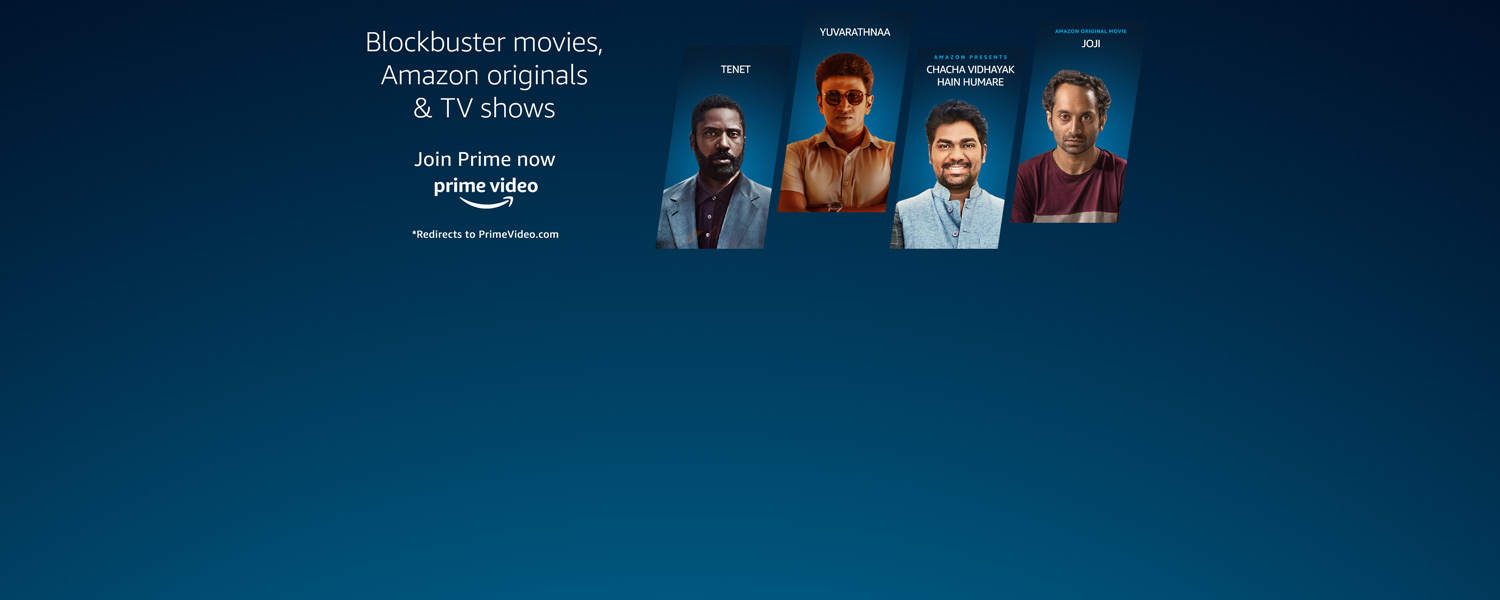 Blockbuster movies,
Amazon originals
& TV shows
Join Prime now
prime video
*Redirects to PrimeVideo.com
TENET
YUVARATHNAA
AMAZON PRESENTS
CHACHA VIDHAYAK
HAIN HUMARE
AMAZON ORIGINAL MOVIE
JOJI